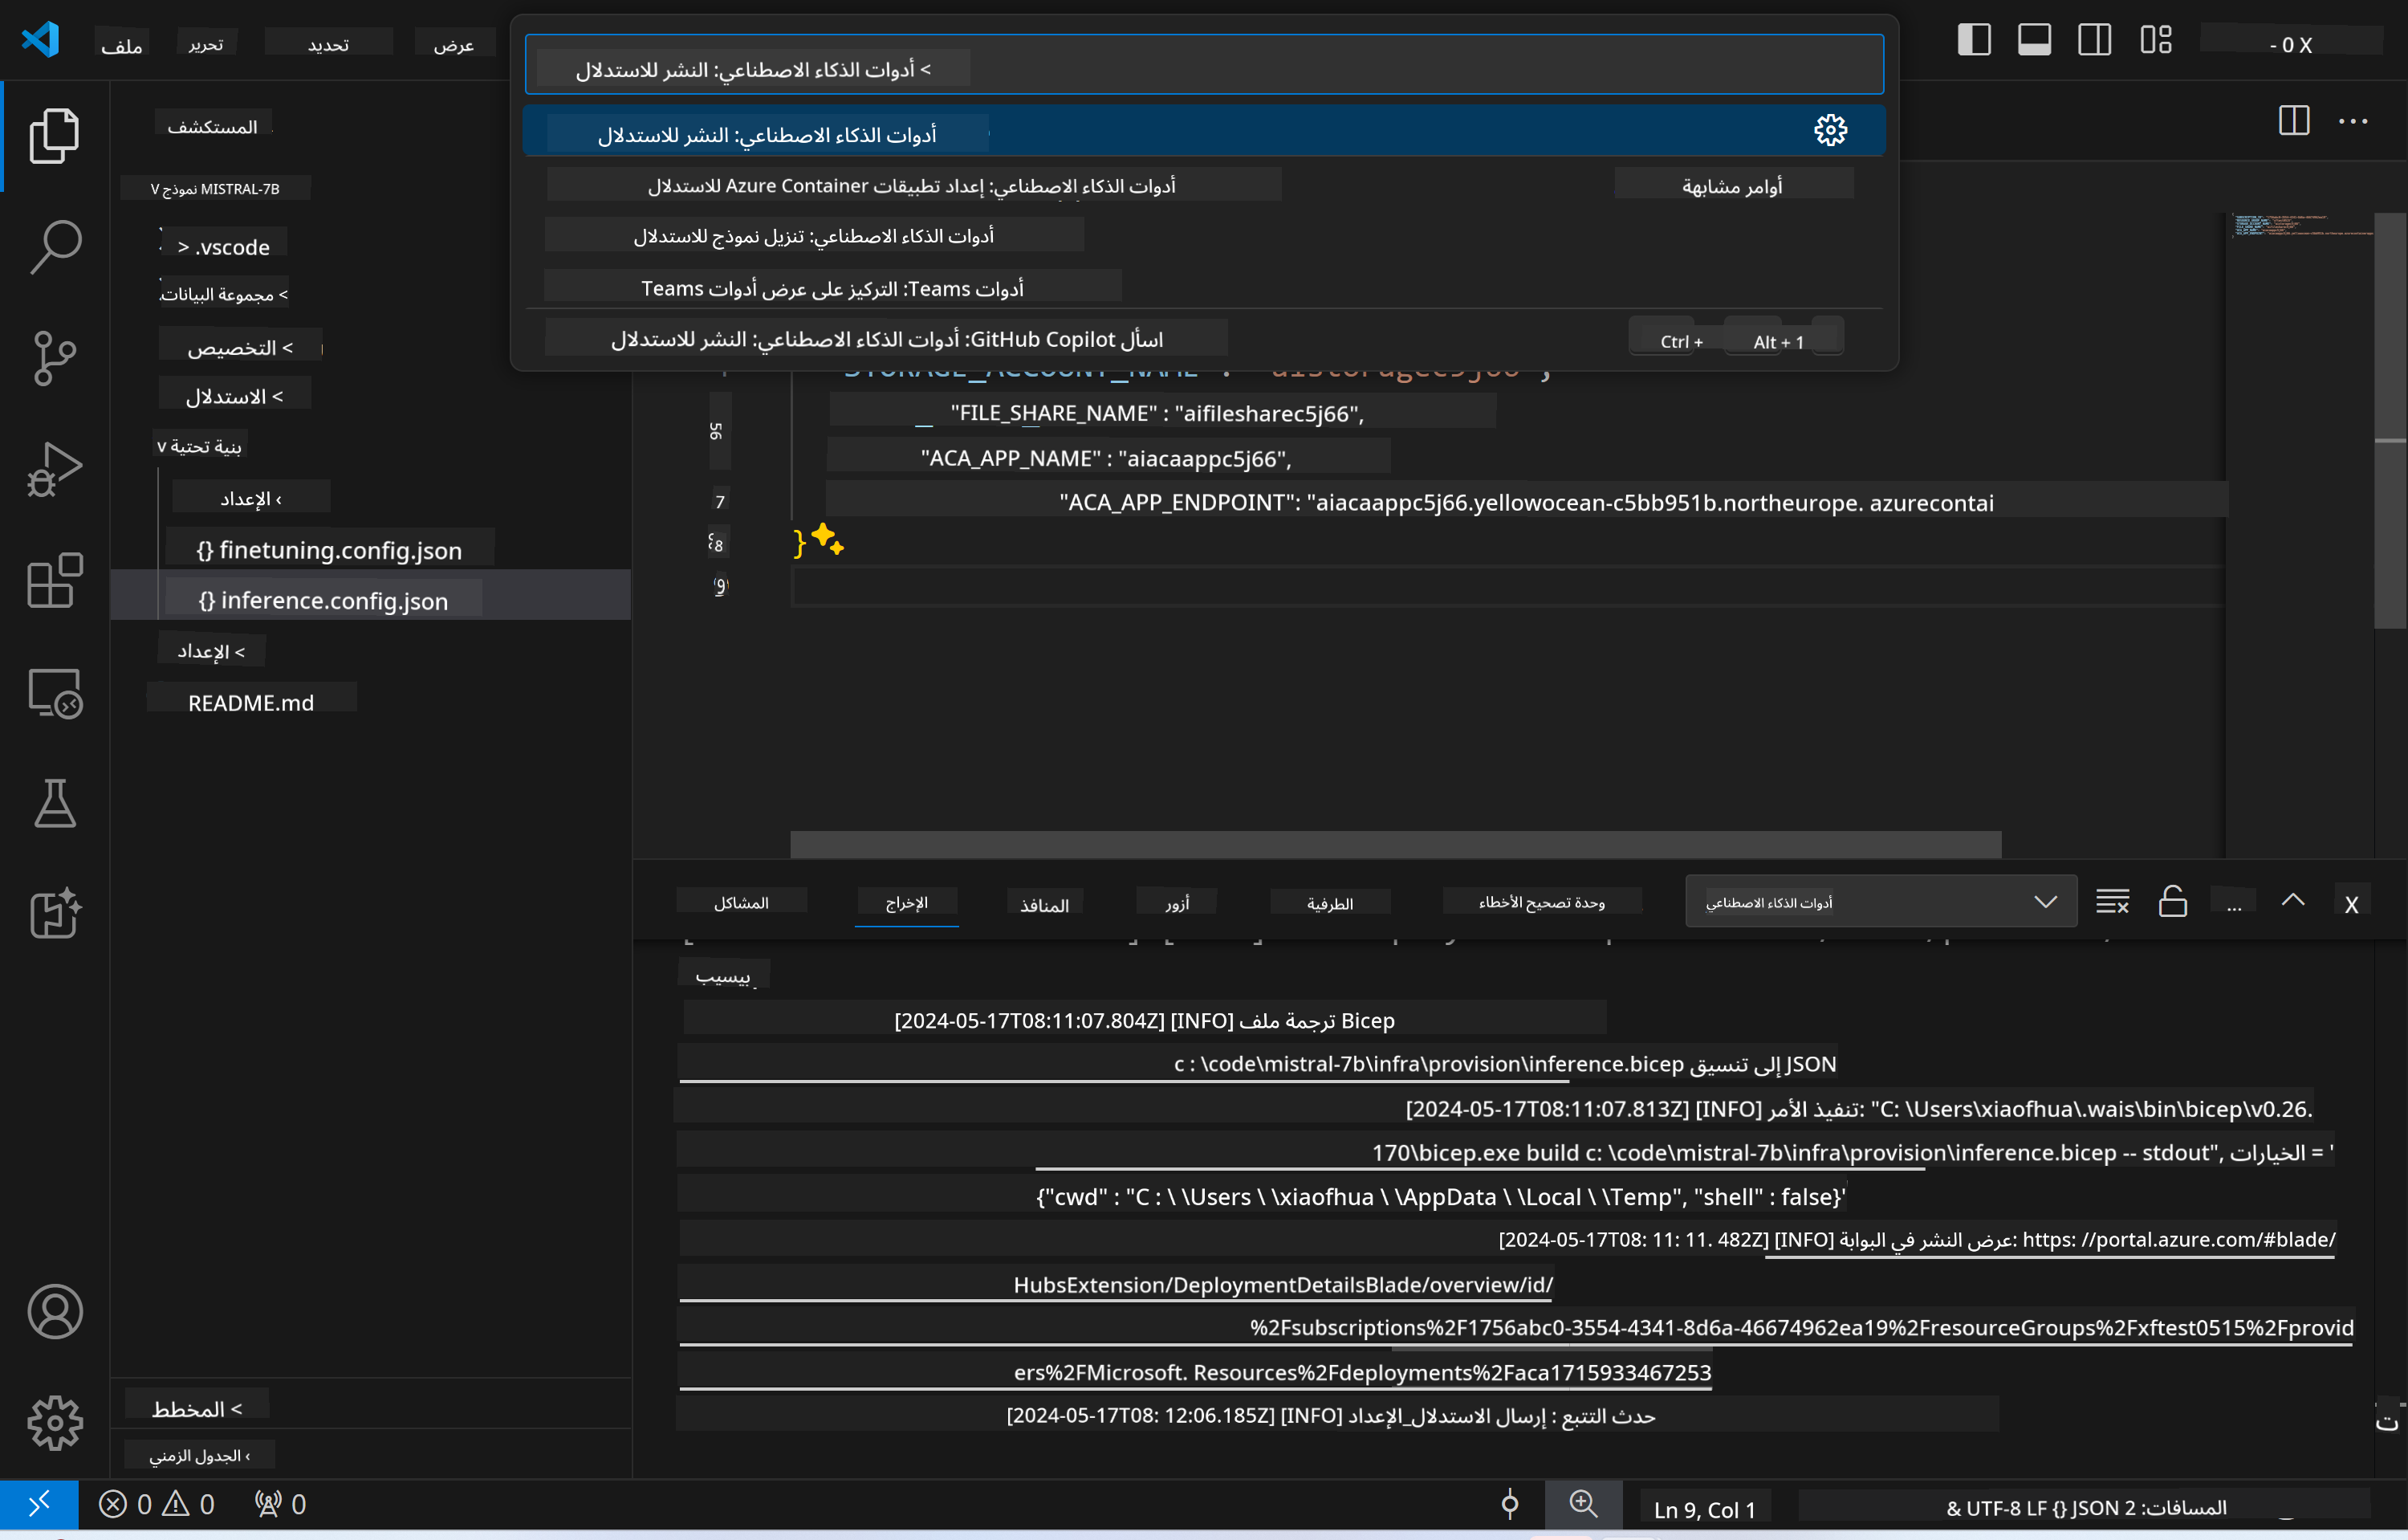 ملف تحرير تحديد عرض
> أدوات الذكاء الاصطناعي: النشر للاستدلال
- 0 X
أدوات الذكاء الاصطناعي: النشر للاستدلال
أدوات الذكاء الاصطناعي: إعداد تطبيقات Azure Container للاستدلال
أوامر مشابهة
أدوات الذكاء الاصطناعي: تنزيل نموذج للاستدلال
أدوات Teams: التركيز على عرض أدوات Teams
اسأل GitHub Copilot: أدوات الذكاء الاصطناعي: النشر للاستدلال
Ctrl + Alt + 1
المستكشف
V نموذج MISTRAL-7B
> .vscode
> مجموعة البيانات
> التخصيص
> الاستدلال
v بنية تحتية
› الإعداد
{} finetuning.config.json
{} inference.config.json
> الإعداد
README.md
> المخطط
› الجدول الزمني
STORAGE_ACCOUNT_NAME : aistoragec5j66 ,
56 "FILE_SHARE_NAME" : "aifilesharec5j66",
"ACA_APP_NAME" : "aiacaappc5j66",
7 "ACA_APP_ENDPOINT": "aiacaappc5j66.yellowocean-c5bb951b.northeurope. azurecontai
8 }
9
المشاكل الإخراج المنافذ أزور الطرفية وحدة تصحيح الأخطاء أدوات الذكاء الاصطناعي ... X
بيسيب
[2024-05-17T08:11:07.804Z] [INFO] ترجمة ملف Bicep
c : \code\mistral-7b\infra\provision\inference.bicep إلى تنسيق JSON
[2024-05-17T08:11:07.813Z] [INFO] تنفيذ الأمر: "C: \Users\xiaofhua\.wais\bin\bicep\v0.26.
170\bicep.exe build c: \code\mistral-7b\infra\provision\inference.bicep -- stdout", الخيارات = '
{"cwd" : "C : \ \Users \ \xiaofhua \ \AppData \ \Local \ \Temp", "shell" : false}'
[2024-05-17T08: 11: 11. 482Z] [INFO] عرض النشر في البوابة: https: //portal.azure.com/#blade/
HubsExtension/DeploymentDetailsBlade/overview/id/
%2Fsubscriptions%2F1756abc0-3554-4341-8d6a-46674962ea19%2FresourceGroups%2Fxftest0515%2Fprovid
ers%2FMicrosoft. Resources%2Fdeployments%2Faca1715933467253
[2024-05-17T08: 12:06.185Z] [INFO] حدث التتبع : إرسال الاستدلال_الإعداد
ت
0 0 0
Ln 9, Col 1
المسافات: 2 JSON {} UTF-8 LF &